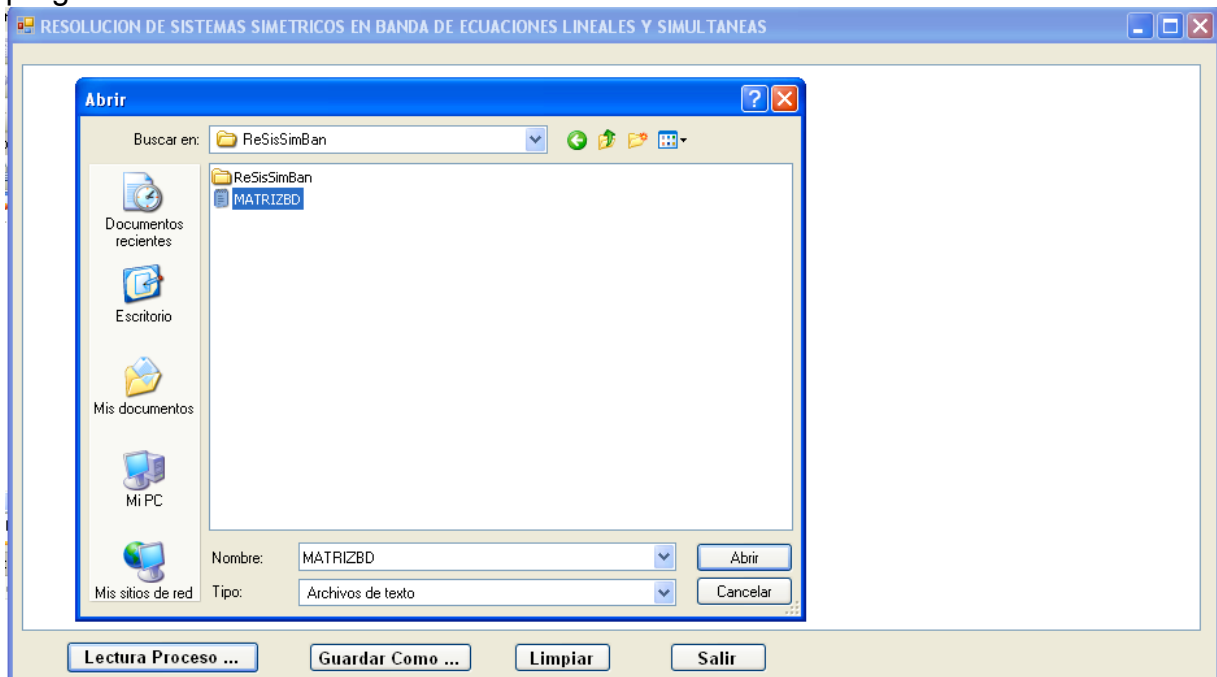 RESOLUCION DE SISTEMAS SIMETRICOS EN BANDA DE ECUACIONES LINEALES Y SIMULTANEAS
Abrir
Buscar en: ReSisSimBan
ReSisSimBan
MATRIZBD
Documentos
recientes
Escritorio
Mis documentos
Mi PC
Mis sitios de red
Nombre: MATRIZBD Abrir
Tipo: Archivos de texto Cancelar
Lectura Proceso ... Guardar Como ... Limpiar Salir